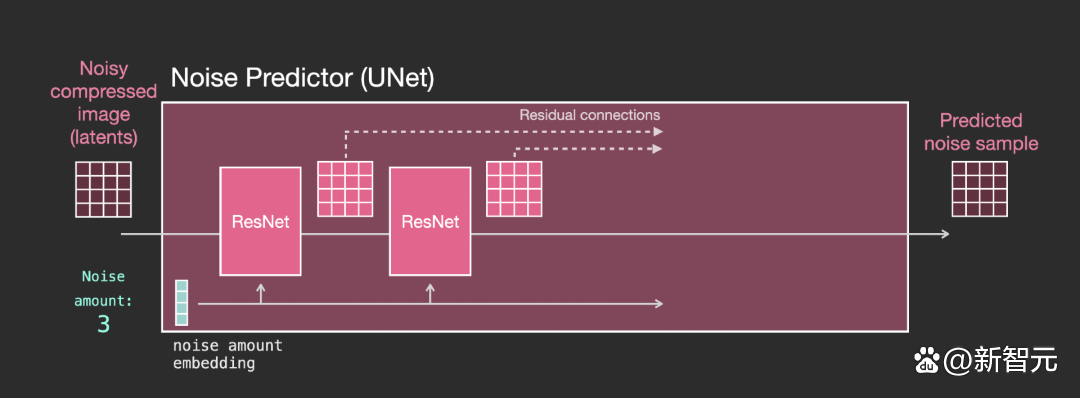 Noisy
compressed
image
(latents)
Noise Predictor (UNet)
Residual connections
Predicted
noise sample
ResNet
ResNet
Noise
amount:
3
noise amount
embedding
du
@新智元